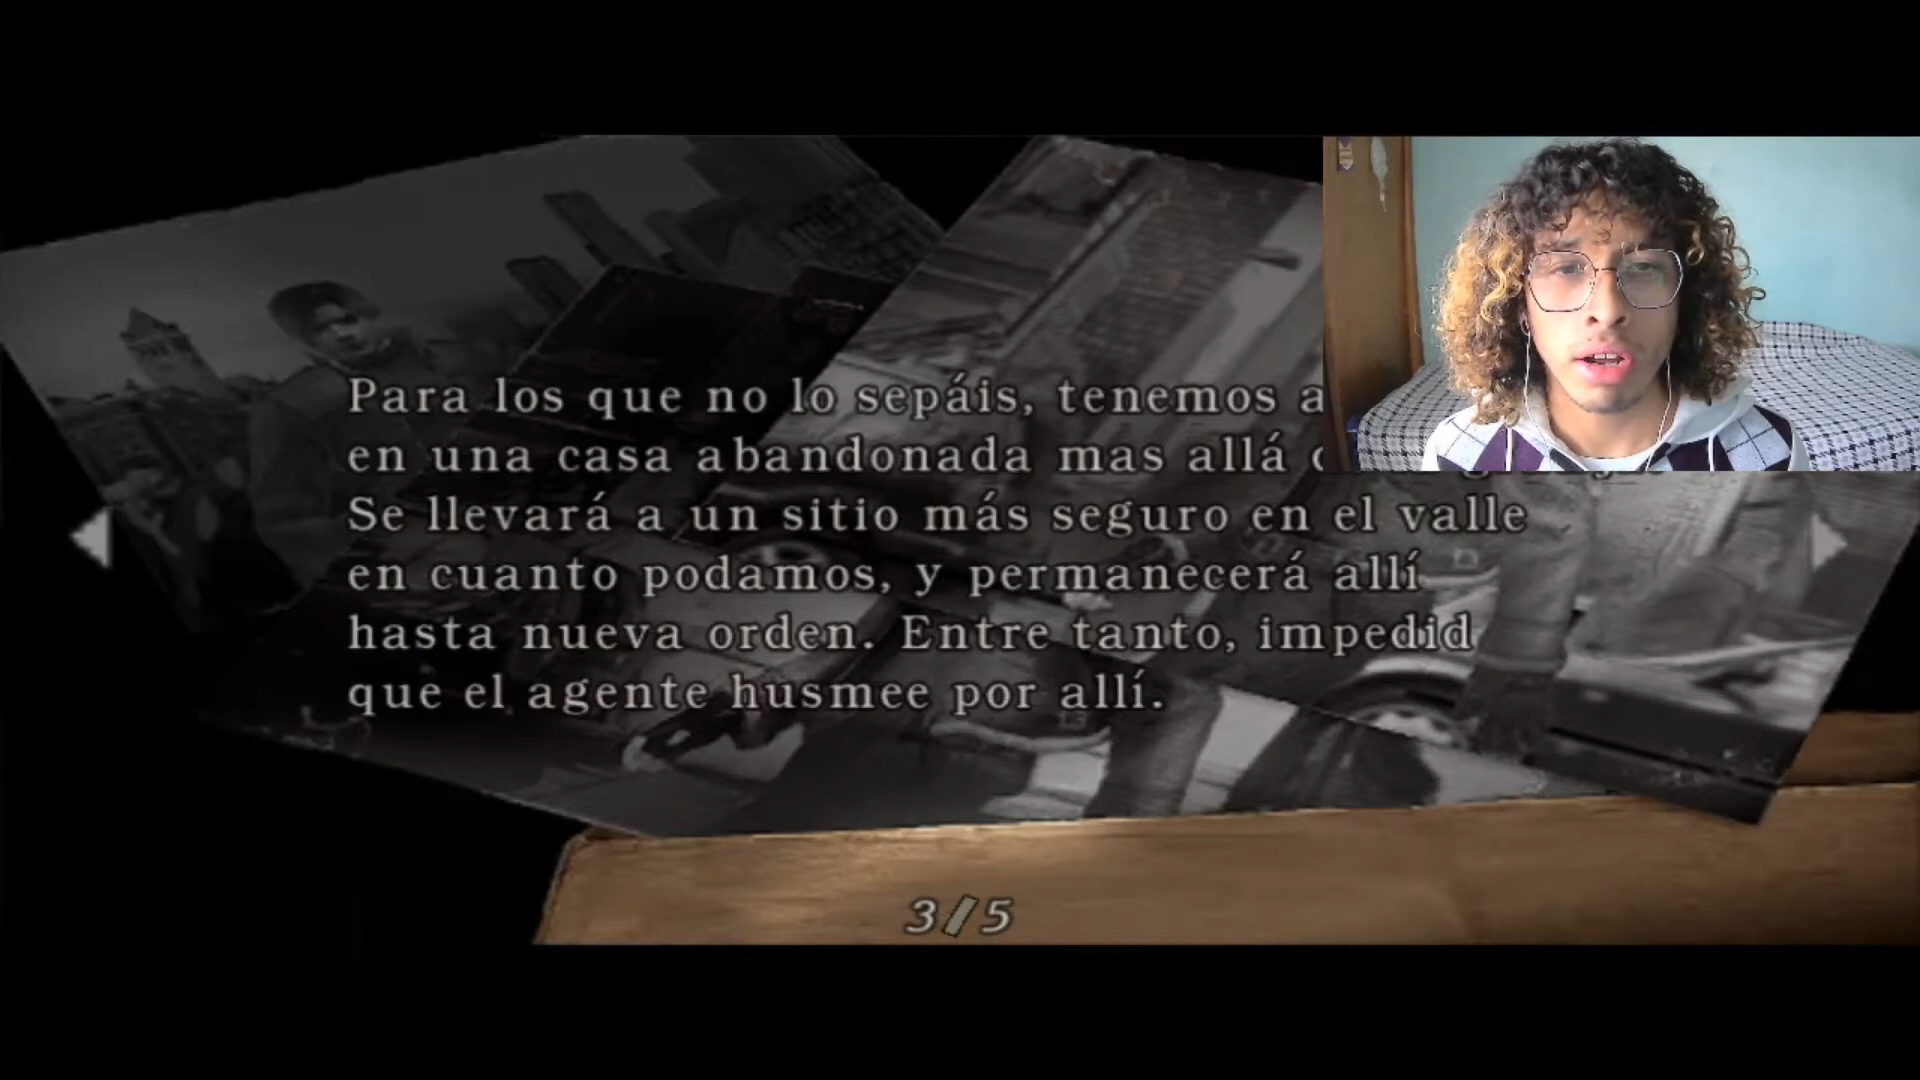 Para los que no lo sepáis, tenemos
en una casa abandonada mas allá
Se llevará a un sitio más seguro en el valle
en cuanto podamos, y permanecerá allí
hasta nueva orden. Entre tanto, impedid
que el agente husmee por allí.
3/5